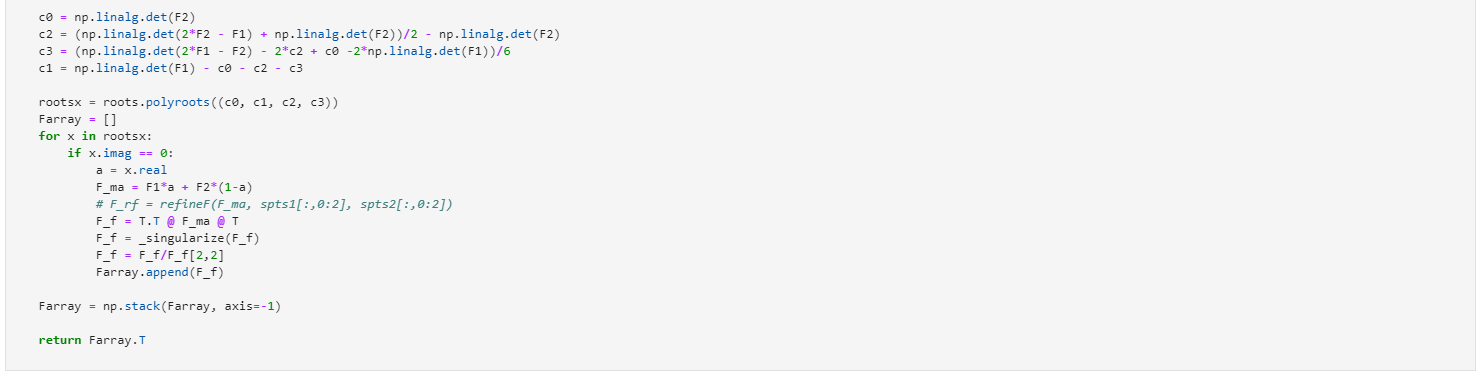 c0 = np.linalg.det(F2)
c2 = (np.linalg.det(2*F2 - F1) + np.linalg.det(F2))/2 - np.linalg.det(F2)
c3 = (np.linalg.det(2*F1 - F2) - 2*c2 + c0 -2*np.linalg.det(F1))/6
c1 = np.linalg.det(F1) - c0 - c2 - c3

rootsx = roots.polyroots((c0, c1, c2, c3))
Farray = []
for x in rootsx:
    if x.imag == 0:
        a = x.real
        F_ma = F1*a + F2*(1-a)
        # F_rf = refineF(F_ma, spts1[:,0:2], spts2[:,0:2])
        F_f = T.T @ F_ma @ T
        F_f = _singularize(F_f)
        F_f = F_f/F_f[2,2]
        Farray.append(F_f)

Farray = np.stack(Farray, axis=-1)

return Farray.T